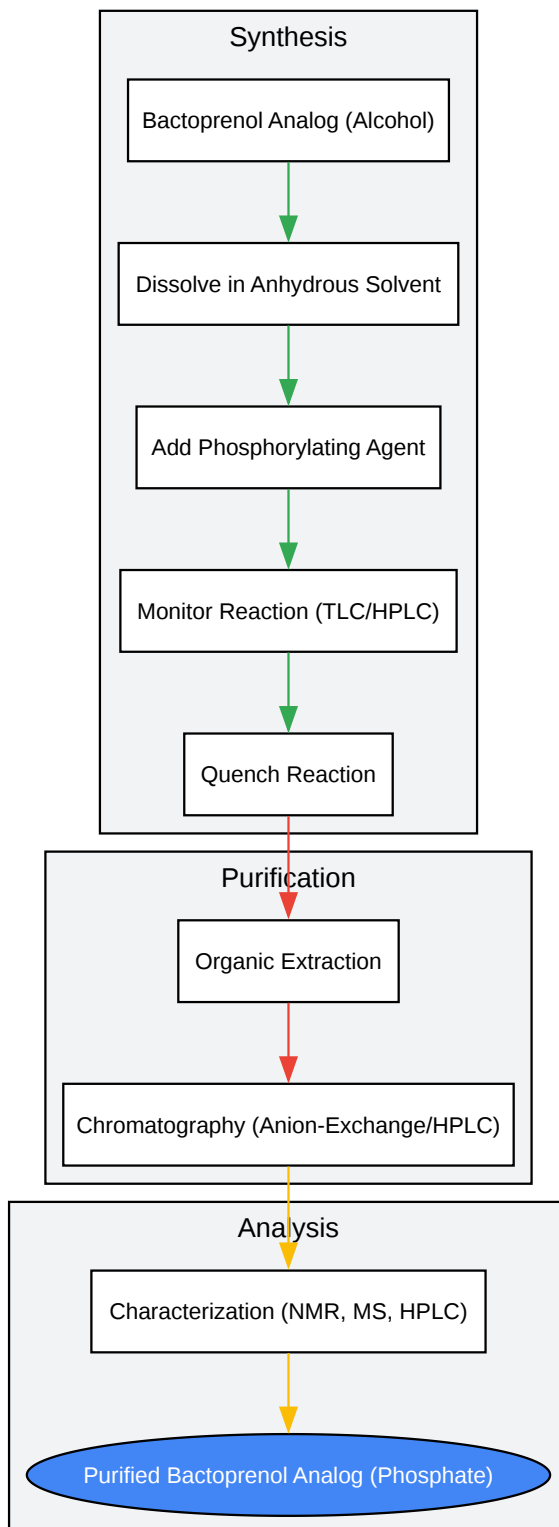 Synthesis
Bactoprenol Analog (Alcohol)
Dissolve in Anhydrous Solvent
Add Phosphorylating Agent
Monitor Reaction (TLC/HPLC)
Quench Reaction
Purification
Organic Extraction
Chromatography (Anion-Exchange/HPLC)
Analysis
Characterization (NMR, MS, HPLC)
Purified Bactoprenol Analog (Phosphate)